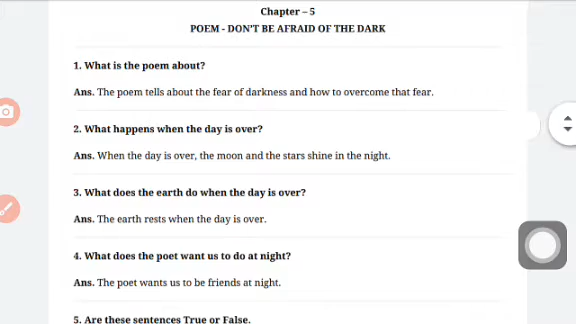 Chapter – 5
POEM - DON'T BE AFRAID OF THE DARK
1. What is the poem about?
Ans. The poem tells about the fear of darkness and how to overcome that fear.
2. What happens when the day is over?
Ans. When the day is over, the moon and the stars shine in the night.
3. What does the earth do when the day is over?
Ans. The earth rests when the day is over.
4. What does the poet want us to do at night?
Ans. The poet wants us to be friends at night.
5. Are these sentences True or False.